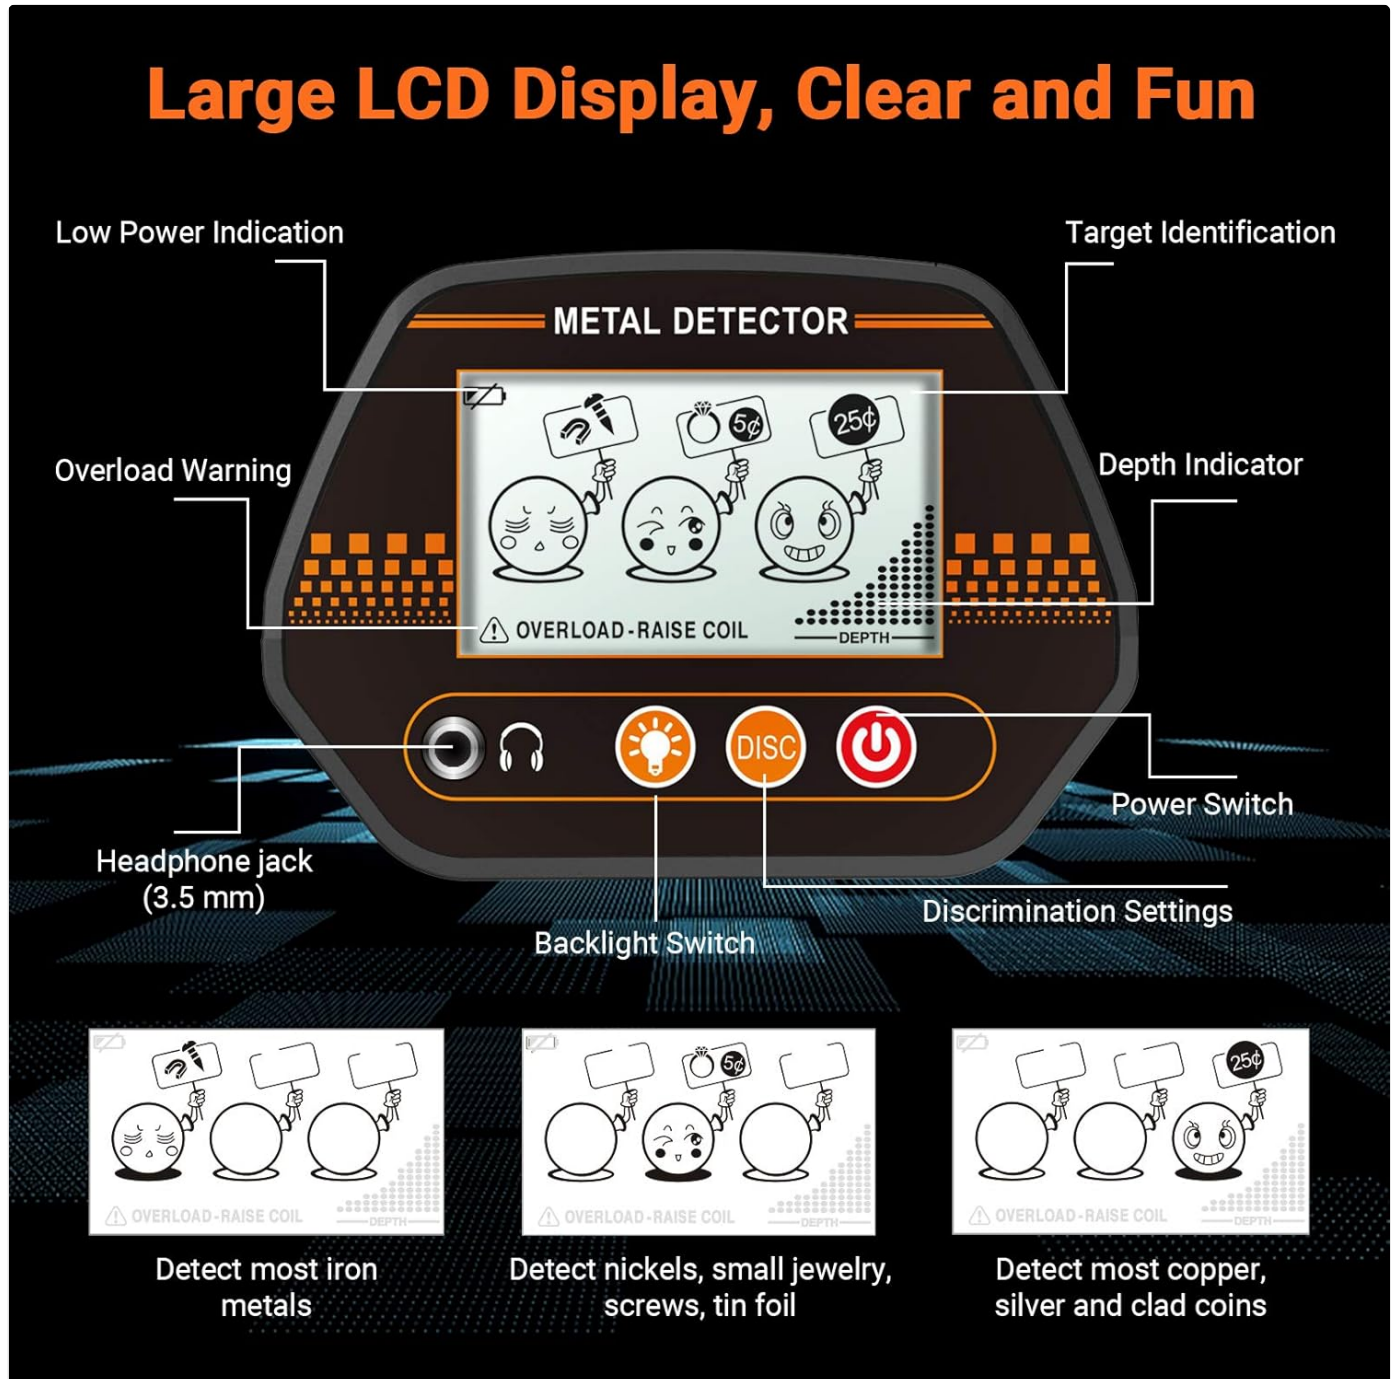 Large LCD Display, Clear and Fun
Low Power Indication
Target Identification
METAL DETECTOR
5¢
25¢
Overload Warning
Depth Indicator
OVERLOAD-RAISE COIL
DEPTH
DISC
Power Switch
Headphone jack
(3.5 mm)
Discrimination Settings
Backlight Switch
OVERLOAD-RAISE COIL
DEPTH
Detect most iron
metals
5¢
OVERLOAD-RAISE COIL
DEPTH
Detect nickels, small jewelry,
screws, tin foil
25¢
OVERLOAD-RAISE COIL
DEPTH
Detect most copper,
silver and clad coins